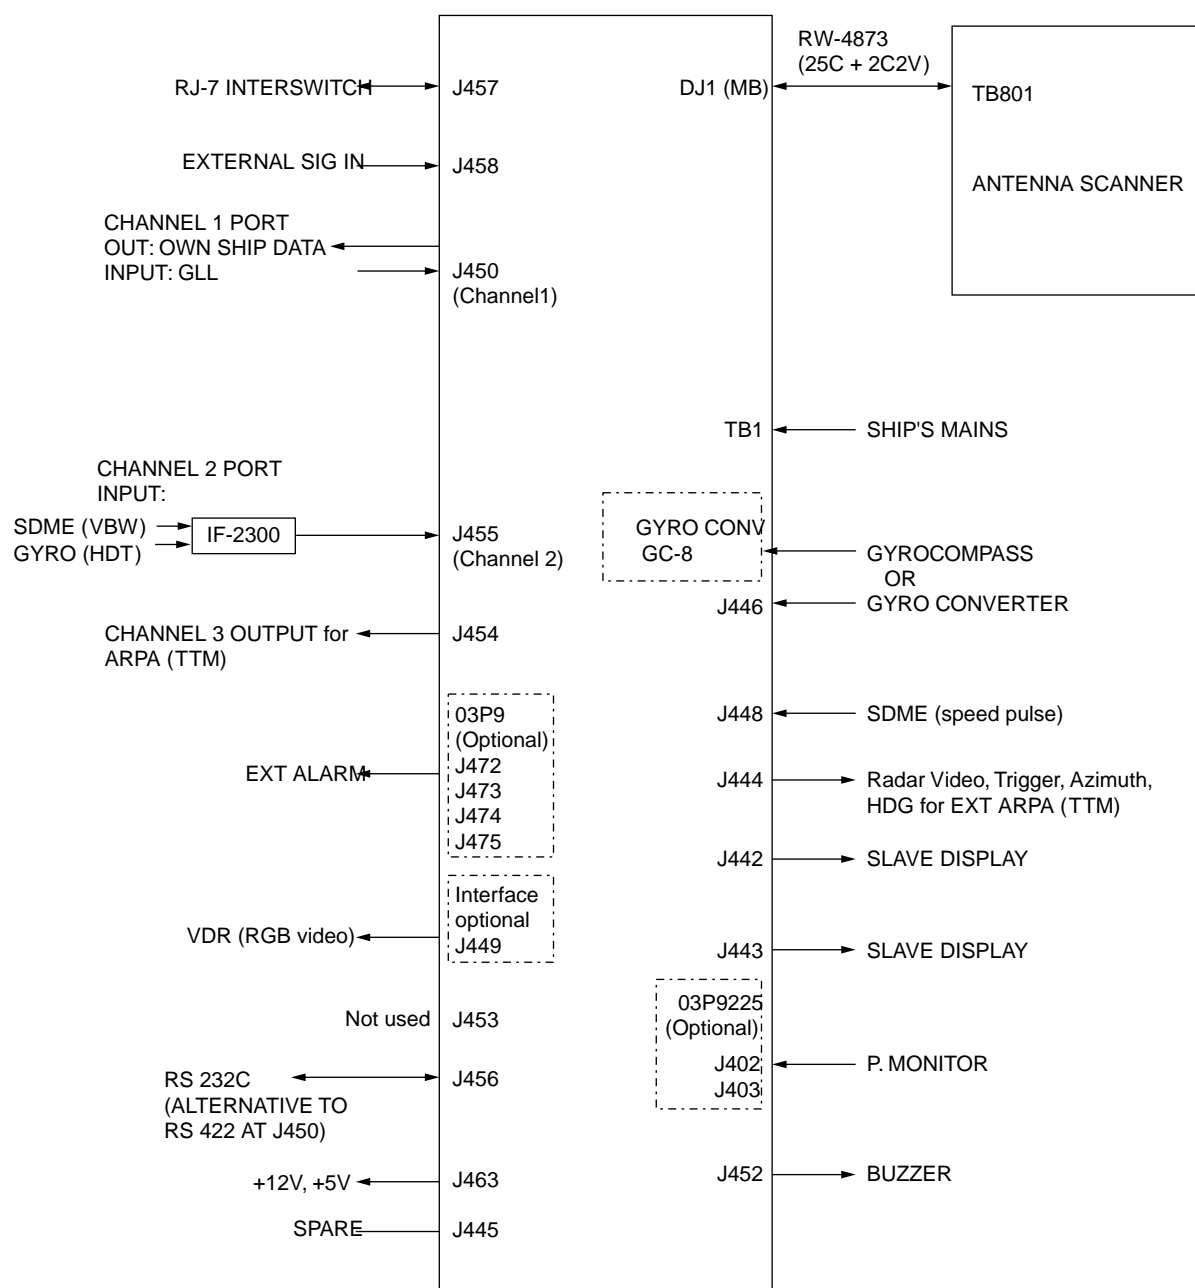 RW-4873
(25C + 2C2V)
RJ-7 INTERSWITCH
J457
DJ1 (MB)
TB801
EXTERNAL SIG IN
J458
ANTENNA SCANNER
CHANNEL 1 PORT
OUT: OWN SHIP DATA
INPUT: GLL
J450
(Channel1)
TB1
SHIP'S MAINS
CHANNEL 2 PORT
INPUT:
SDME (VBW)
GYRO (HDT)
IF-2300
J455
(Channel 2)
GYRO CONV
GC-8
GYROCOMPASS
OR
GYRO CONVERTER
J446
CHANNEL 3 OUTPUT for
ARPA (TTM)
J454
03P9
(Optional)
J472
J473
J474
J475
EXT ALARM
J448
SDME (speed pulse)
J444
Radar Video, Trigger, Azimuth,
HDG for EXT ARPA (TTM)
J442
SLAVE DISPLAY
Interface
optional
J449
VDR (RGB video)
J443
SLAVE DISPLAY
03P9225
(Optional)
J402
J403
P. MONITOR
Not used
J453
RS 232C
(ALTERNATIVE TO
RS 422 AT J450)
J456
J452
BUZZER
+12V, +5V
J463
SPARE
J445